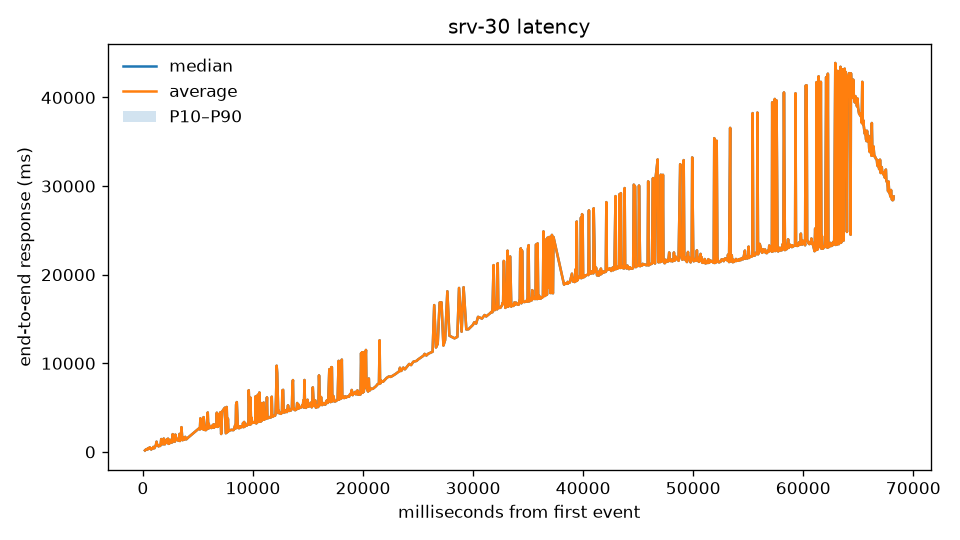 srv-30 latency
median
average
P10–P90
40000
30000
20000
10000
0
end-to-end response (ms)
0 10000 20000 30000 40000 50000 60000 70000
milliseconds from first event